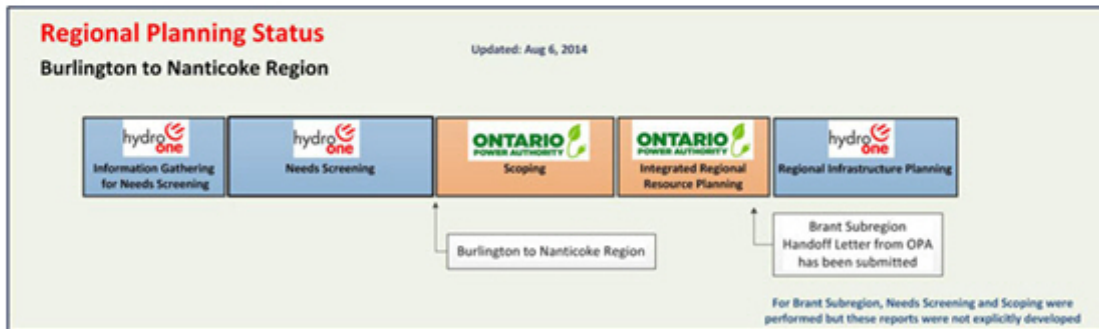 Regional Planning Status
Updated: Aug 6, 2014
Burlington to Nanticoke Region
hydro
one
Information Gathering
for Needs Screening
hydro
one
Needs Screening
ONTARIO
POWER AUTHORITY
Scoping
ONTARIO
POWER AUTHORITY
Integrated Regional
Resource Planning
hydro
one
Regional Infrastructure Planning
Burlington to Nanticoke Region
Brant Subregion
Handoff Letter from OPA
has been submitted
For Brant Subregion, Needs Screening and Scoping were
performed but these reports were not explicitly developed